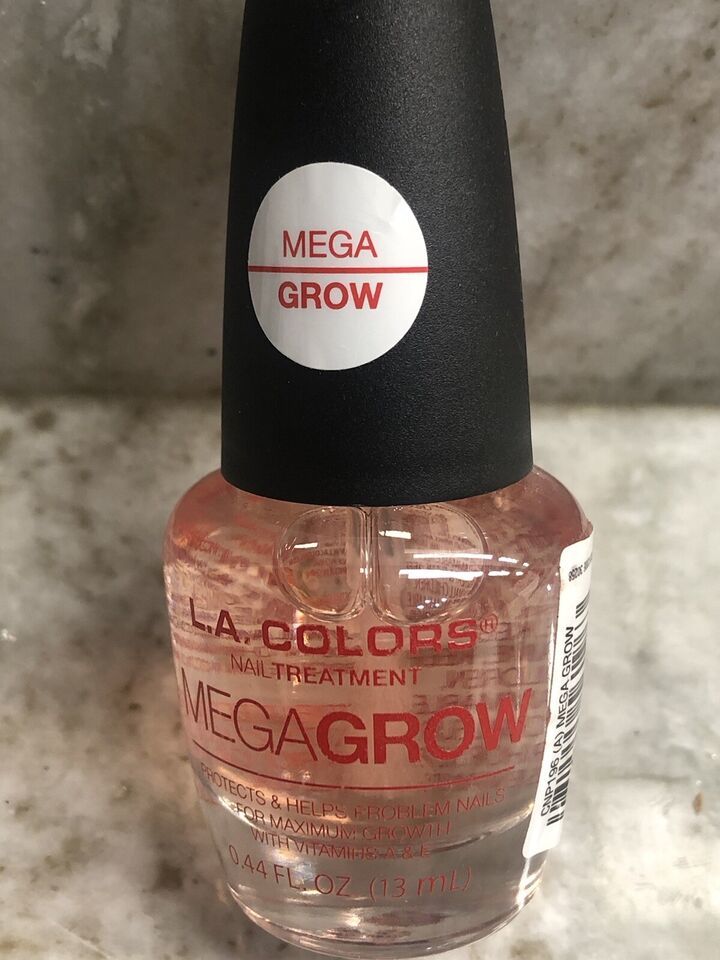 MEGA
GROW
L.A. COLORS®
NAILTREATMENT
MEGAGROW
PROTECTS & HELPS PROBLEM NAILS
FOR MAXIMUM GROWTH
WITH VITAMINS A & E
0.44 FL. OZ. (13 mL)
CNP196 (A) MEGA GROW